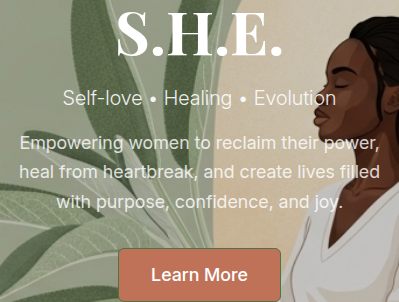 S.H.E.
Self-love • Healing • Evolution
Empowering women to reclaim their power,
heal from heartbreak, and create lives filled
with purpose, confidence, and joy.
Learn More